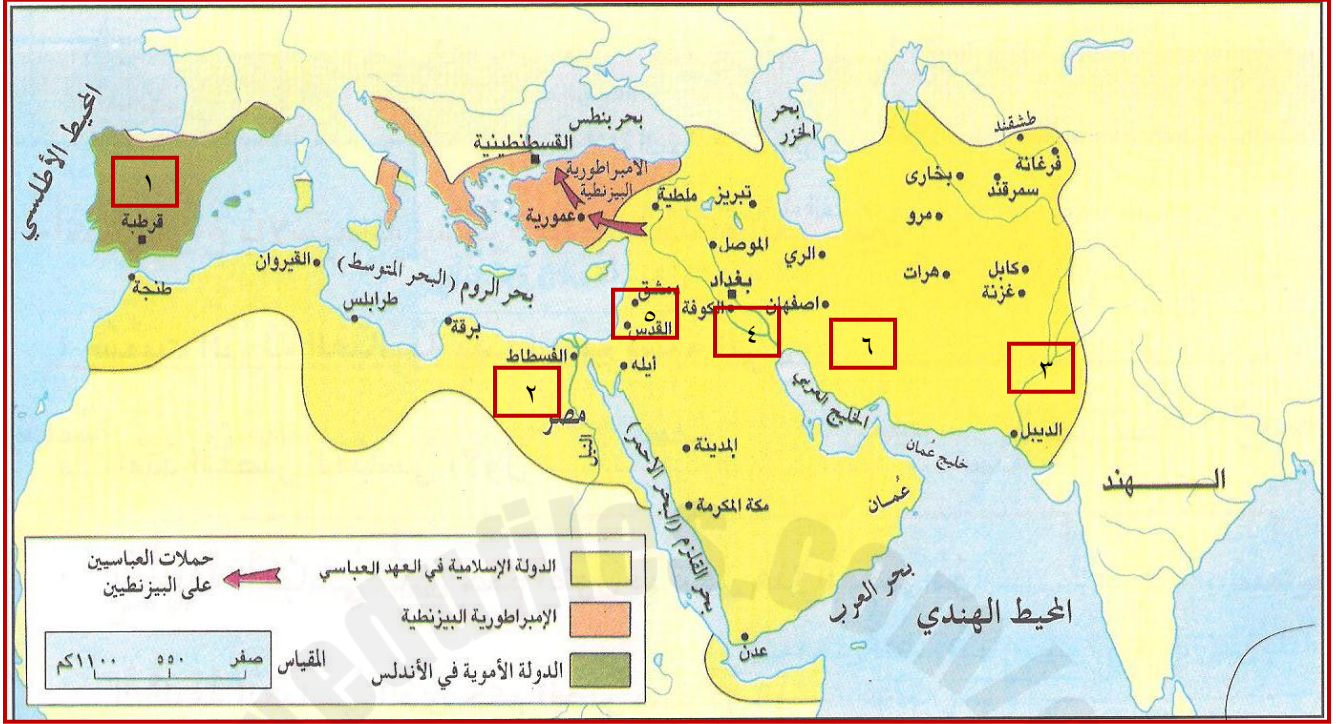 المحيط الأطلسي
بحر بنطس
بحر
الخزر
القسطنطينية
الامبراطورية
البيزنطية
عمورية
ملطية
تبريز
طشقند
فرغانة
سمرقند
بخارى
مرو
١
قرطبة
طنجة
القيروان
طرابلس
برقة
بحر الروم (البحر المتوسط)
الموصل
الري
هرات
كابل
غزنة
بغداد
دمشق
الكوفة
اصفهان
٥
القدس
٤
٦
٣
الفسطاط
أيله
٢
مصر
النيل
الخليج العربي
الديبل
خليج عُمان
المدينة
مكة المكرمة
عُمان
الهند
بحر القلزم (البحر الأحمر)
بحر العرب
المحيط الهندي
عدن
الدولة الإسلامية في العهد العباسي
حملات العباسيين
على البيزنطيين
الإمبراطورية البيزنطية
الدولة الأموية في الأندلس
المقياس
صفر ٥٥٠ ١١٠٠كم